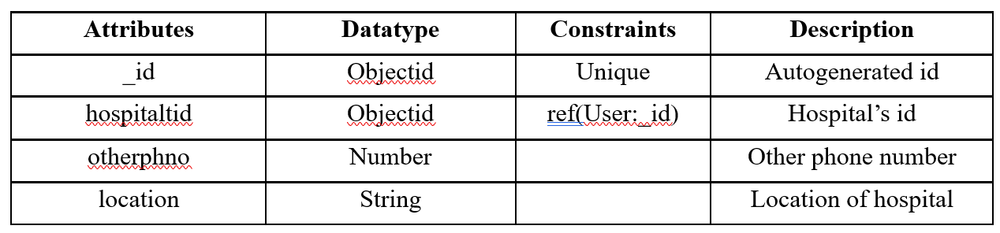 Attributes Datatype Constraints Description
_id Objectid Unique Autogenerated id
hospitaltid Objectid ref(User:_id) Hospital’s id
otherphno Number Other phone number
location String Location of hospital